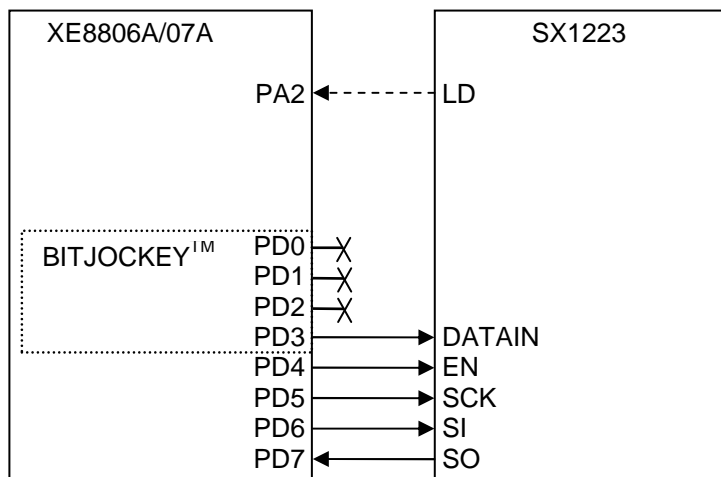 XE8806A/07A SX1223
PA2 LD
PD0
BITJOCKEY™
PD1
PD2
PD3 DATAIN
PD4 EN
PD5 SCK
PD6 SI
PD7 SO